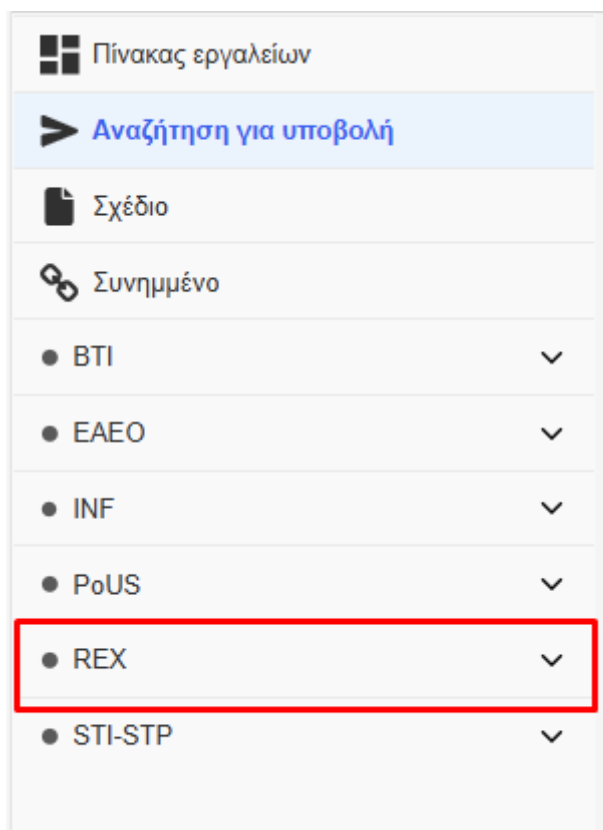 Πίνακας εργαλείων
Αναζήτηση για υποβολή
Σχέδιο
Συνημμένο
BTI
EAEO
INF
PoUS
REX
STI-STP